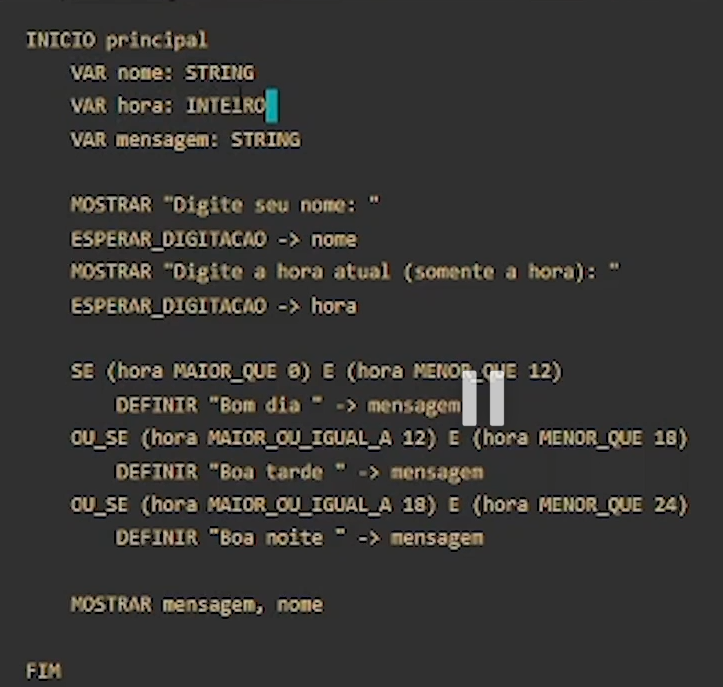 INICIO principal
VAR nome: STRING
VAR hora: INTEIRO
VAR mensagem: STRING
MOSTRAR "Digite seu nome: "
ESPERAR_DIGITACAO -> nome
MOSTRAR "Digite a hora atual (somente a hora): "
ESPERAR_DIGITACAO -> hora
SE (hora MAIOR_QUE 0) E (hora MENOR_QUE 12)
DEFINIR "Bom dia " -> mensagem
OU_SE (hora MAIOR_OU_IGUAL_A 12) E (hora MENOR_QUE 18)
DEFINIR "Boa tarde " -> mensagem
OU_SE (hora MAIOR_OU_IGUAL_A 18) E (hora MENOR_QUE 24)
DEFINIR "Boa noite " -> mensagem
MOSTRAR mensagem, nome
FIM